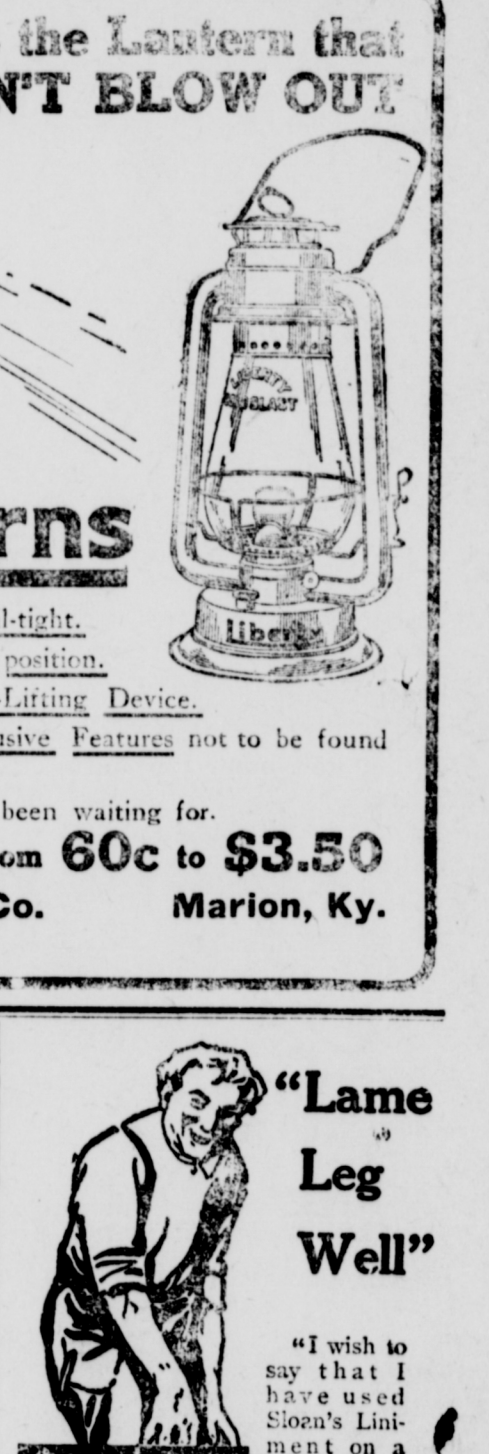 the Lantern that
N'T BLOW OUT
BLAST
rns
Liberty
l-tight.
position.
Lifting Device.
sive Features not to be found
been waiting for.
om 60c to $3.50
Co. Marion, Ky.
"Lame
Leg
Well"
"I wish to
say that I
have used
Sloan's Lini-
ment on a